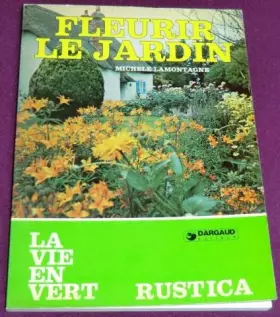 FLEURIR
LE JARDIN
MICHÈLE LAMONTAGNE
LA
VIE
EN
VERT
DARGAUD
RUSTICA